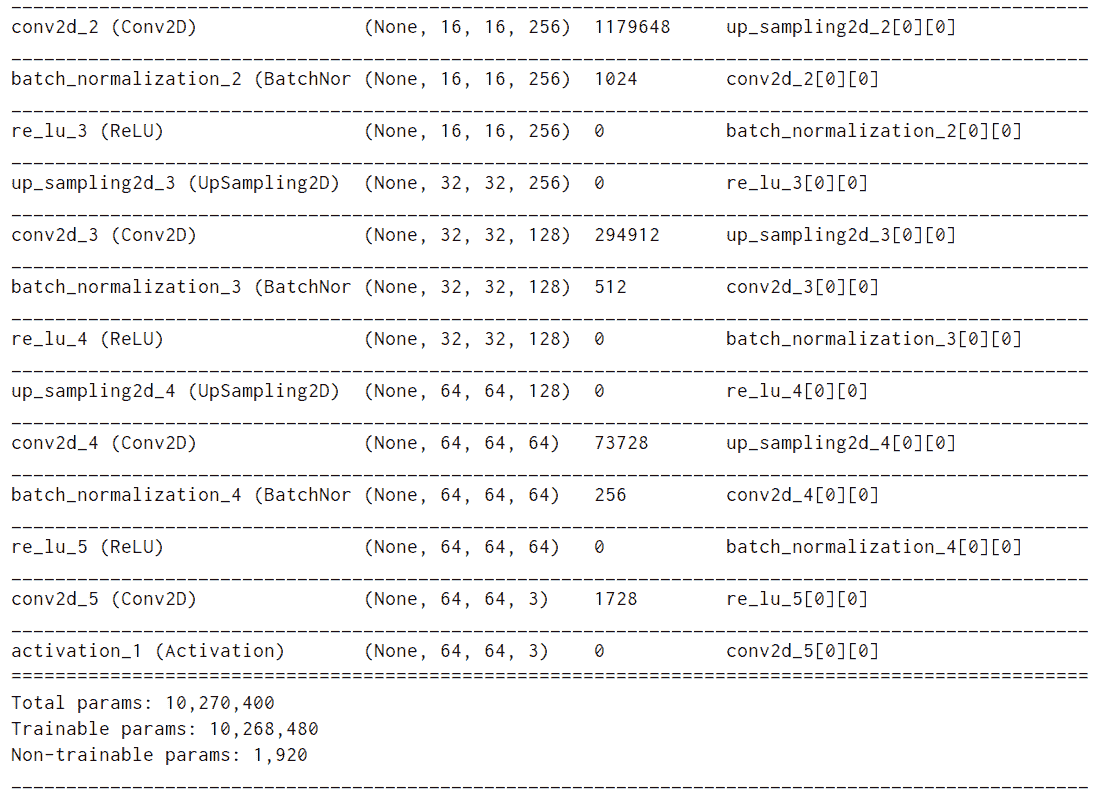 conv2d_2 (Conv2D) (None, 16, 16, 256) 1179648 up_sampling2d_2[0][0]
batch_normalization_2 (BatchNor (None, 16, 16, 256) 1024 conv2d_2[0][0]
re_lu_3 (ReLU) (None, 16, 16, 256) 0 batch_normalization_2[0][0]
up_sampling2d_3 (UpSampling2D) (None, 32, 32, 256) 0 re_lu_3[0][0]
conv2d_3 (Conv2D) (None, 32, 32, 128) 294912 up_sampling2d_3[0][0]
batch_normalization_3 (BatchNor (None, 32, 32, 128) 512 conv2d_3[0][0]
re_lu_4 (ReLU) (None, 32, 32, 128) 0 batch_normalization_3[0][0]
up_sampling2d_4 (UpSampling2D) (None, 64, 64, 128) 0 re_lu_4[0][0]
conv2d_4 (Conv2D) (None, 64, 64, 64) 73728 up_sampling2d_4[0][0]
batch_normalization_4 (BatchNor (None, 64, 64, 64) 256 conv2d_4[0][0]
re_lu_5 (ReLU) (None, 64, 64, 64) 0 batch_normalization_4[0][0]
conv2d_5 (Conv2D) (None, 64, 64, 3) 1728 re_lu_5[0][0]
activation_1 (Activation) (None, 64, 64, 3) 0 conv2d_5[0][0]
Total params: 10,270,400
Trainable params: 10,268,480
Non-trainable params: 1,920